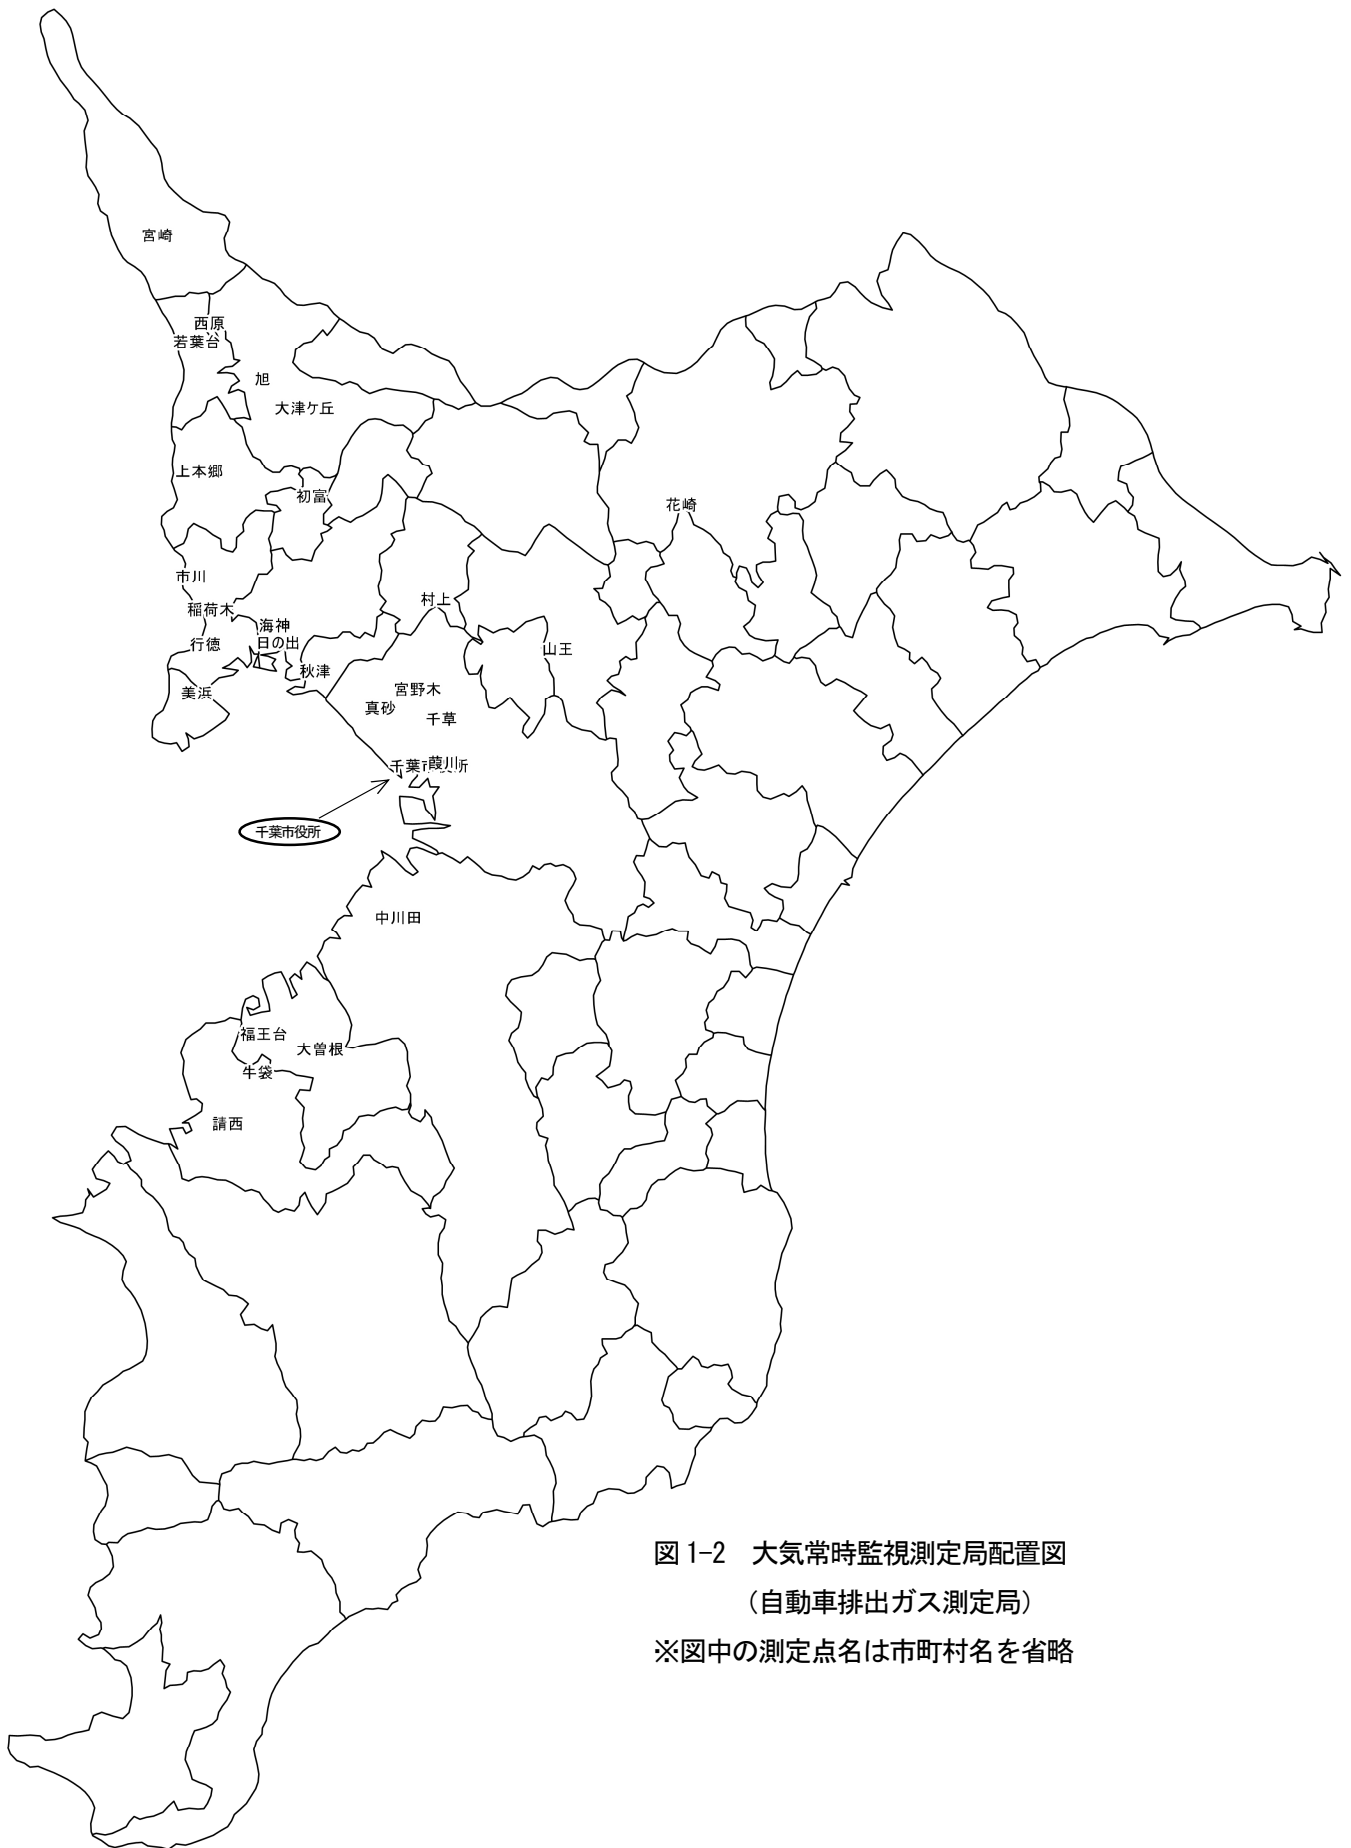 宮崎
西原
若葉台
旭
大津ケ丘
上本郷
初富
花崎
市川
村上
稲荷木
海神
行徳
日の出
山王
秋津
宮野木
美浜
真砂
千草
千葉市役所
葭川
千葉市役所
中川田
福王台
大曽根
牛袋
請西
図1-2 大気常時監視測定局配置図
（自動車排出ガス測定局）
※図中の測定点名は市町村名を省略